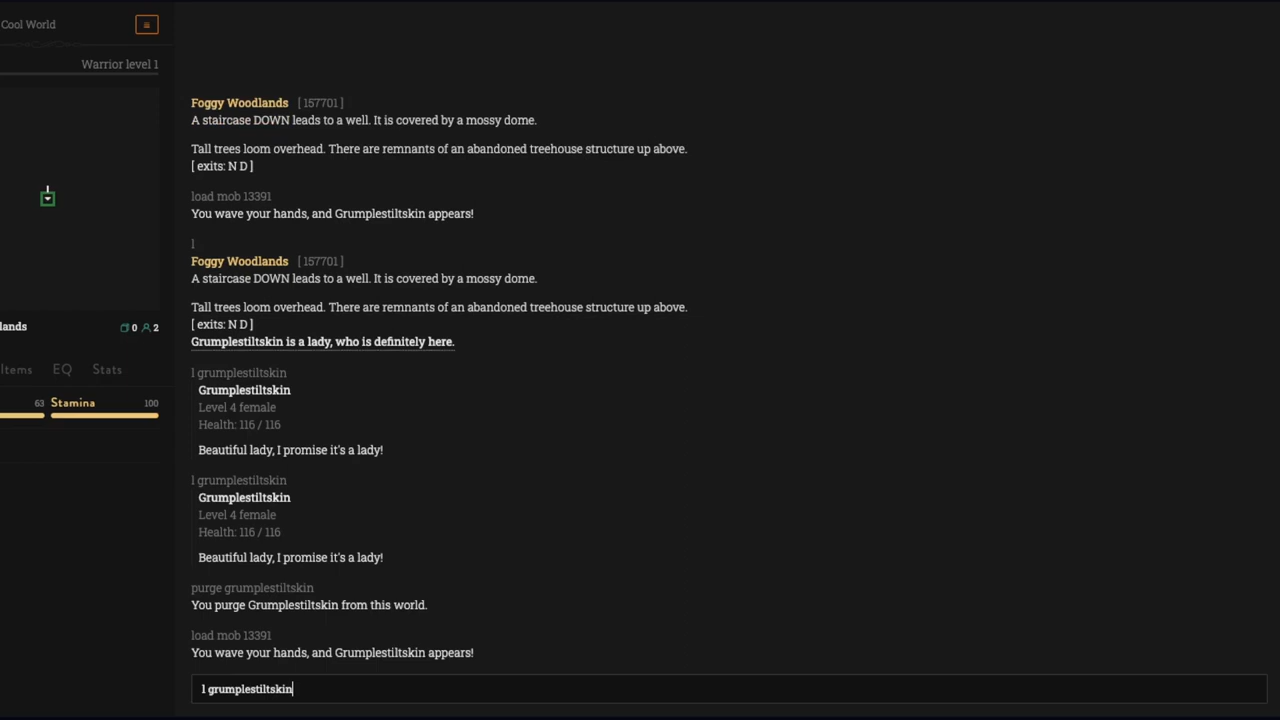 Cool World
Warrior level 1
lands
0 2
Items EQ Stats
63 Stamina 100
Foggy Woodlands [ 157701 ]
A staircase DOWN leads to a well. It is covered by a mossy dome.
Tall trees loom overhead. There are remnants of an abandoned treehouse structure up above.
[ exits: N D ]
load mob 13391
You wave your hands, and Grumplestiltskin appears!
l
Foggy Woodlands [ 157701 ]
A staircase DOWN leads to a well. It is covered by a mossy dome.
Tall trees loom overhead. There are remnants of an abandoned treehouse structure up above.
[ exits: N D ]
Grumplestiltskin is a lady, who is definitely here.
l grumplestiltskin
Grumplestiltskin
Level 4 female
Health: 116 / 116
Beautiful lady, I promise it's a lady!
l grumplestiltskin
Grumplestiltskin
Level 4 female
Health: 116 / 116
Beautiful lady, I promise it's a lady!
purge grumplestiltskin
You purge Grumplestiltskin from this world.
load mob 13391
You wave your hands, and Grumplestiltskin appears!
l grumplestiltskin